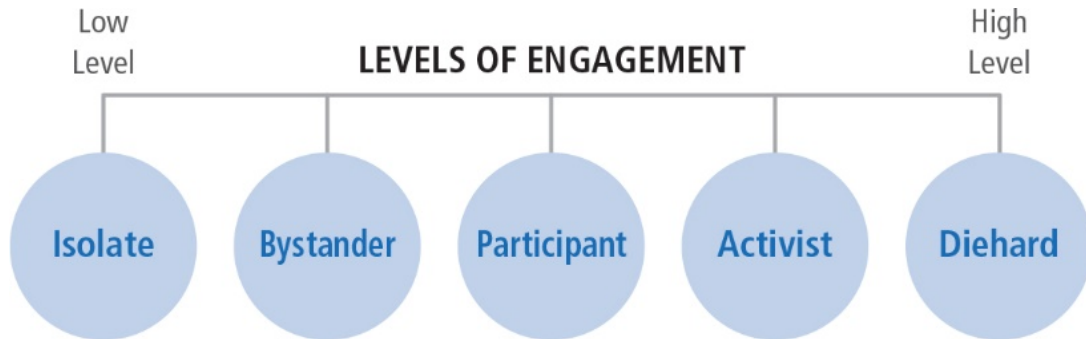 Low
Level
LEVELS OF ENGAGEMENT
High
Level
Isolate
Bystander
Participant
Activist
Diehard